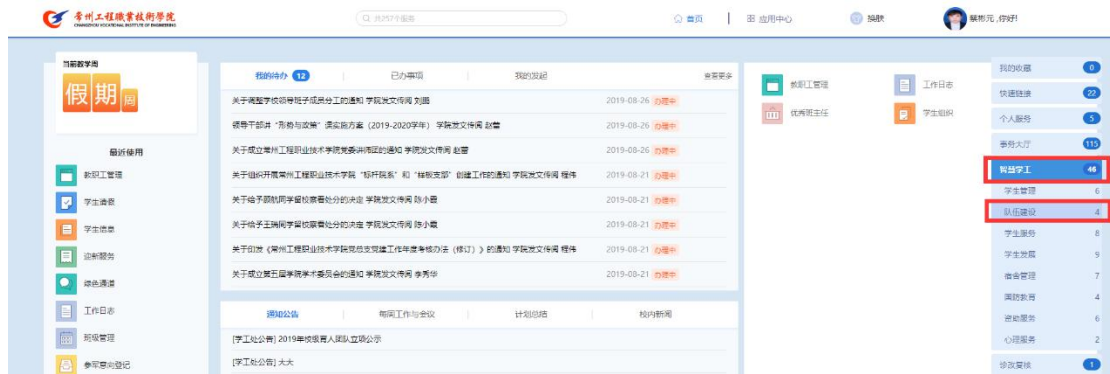 常州工程職業技術學院
CHANGZHOU VOCATIONAL INSTITUTE OF ENGINEERING
共257个服务
首页
应用中心
换肤
蔡彬元 ,你好!
当前教学周
假期周
最近使用
教职工管理
学生请假
学生信息
迎新服务
绿色通道
工作日志
班级管理
参军意向登记
我的待办 12
已办事项
我的发起
查看更多
关于调整学校领导班子成员分工的通知 学院发文传阅 刘璐 2019-08-26 办理中
领导干部讲“形势与政策”课实施方案（2019-2020学年） 学院发文传阅 赵蕾 2019-08-26 办理中
关于成立常州工程职业技术学院党委讲师团的通知 学院发文传阅 赵蕾 2019-08-26 办理中
关于组织开展常州工程职业技术学院“标杆院系”和“样板支部”创建工作的通知 学院发文传阅 程伟 2019-08-21 办理中
关于给予顾航同学留校察看处分的决定 学院发文传阅 陈小霞 2019-08-21 办理中
关于给予王瑞同学留校察看处分的决定 学院发文传阅 陈小霞 2019-08-21 办理中
关于印发《常州工程职业技术学院党总支党建工作年度考核办法（修订）》的通知 学院发文传阅 程伟 2019-08-21 办理中
关于成立第五届学院学术委员会的通知 学院发文传阅 李秀华 2019-08-21 办理中
通知公告
每周工作与会议
计划总结
校内新闻
[学工处公告] 2019年校级育人团队立项公示
[学工处公告] 大大
教职工管理
工作日志
优秀班主任
学生组织
我的收藏 0
快速链接 22
个人服务 5
事务大厅 115
智慧学工 46
学生管理 6
队伍建设 4
学生服务 8
学生发展 9
宿舍管理 7
国防教育 4
资助服务 6
心理服务 2
诊改复核 1